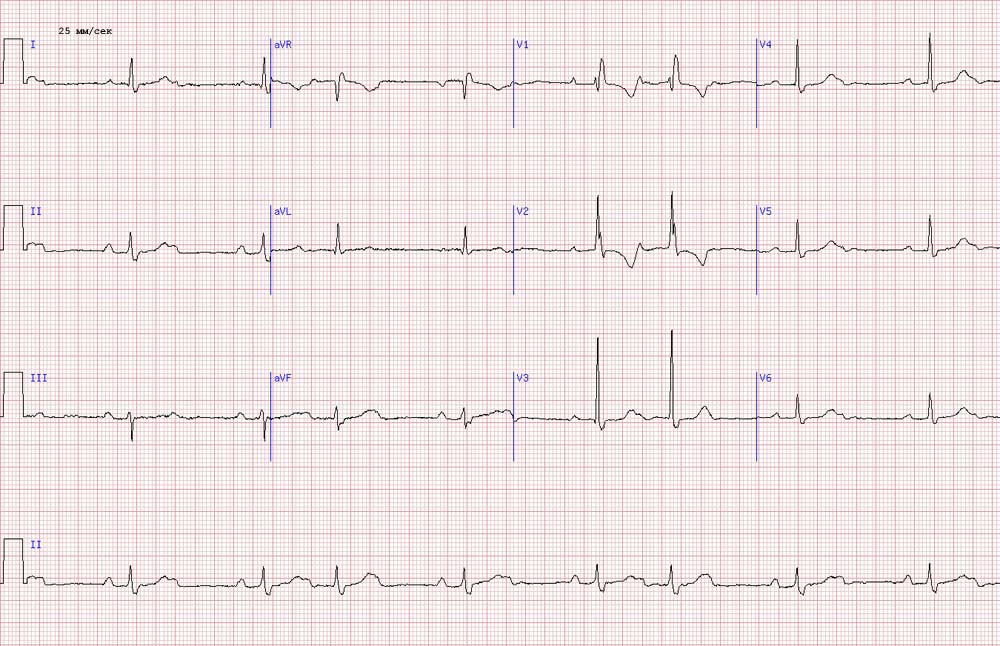 25 мм/сек
I aVR V1 V4
II aVL V2 V5
III aVF V3 V6
II